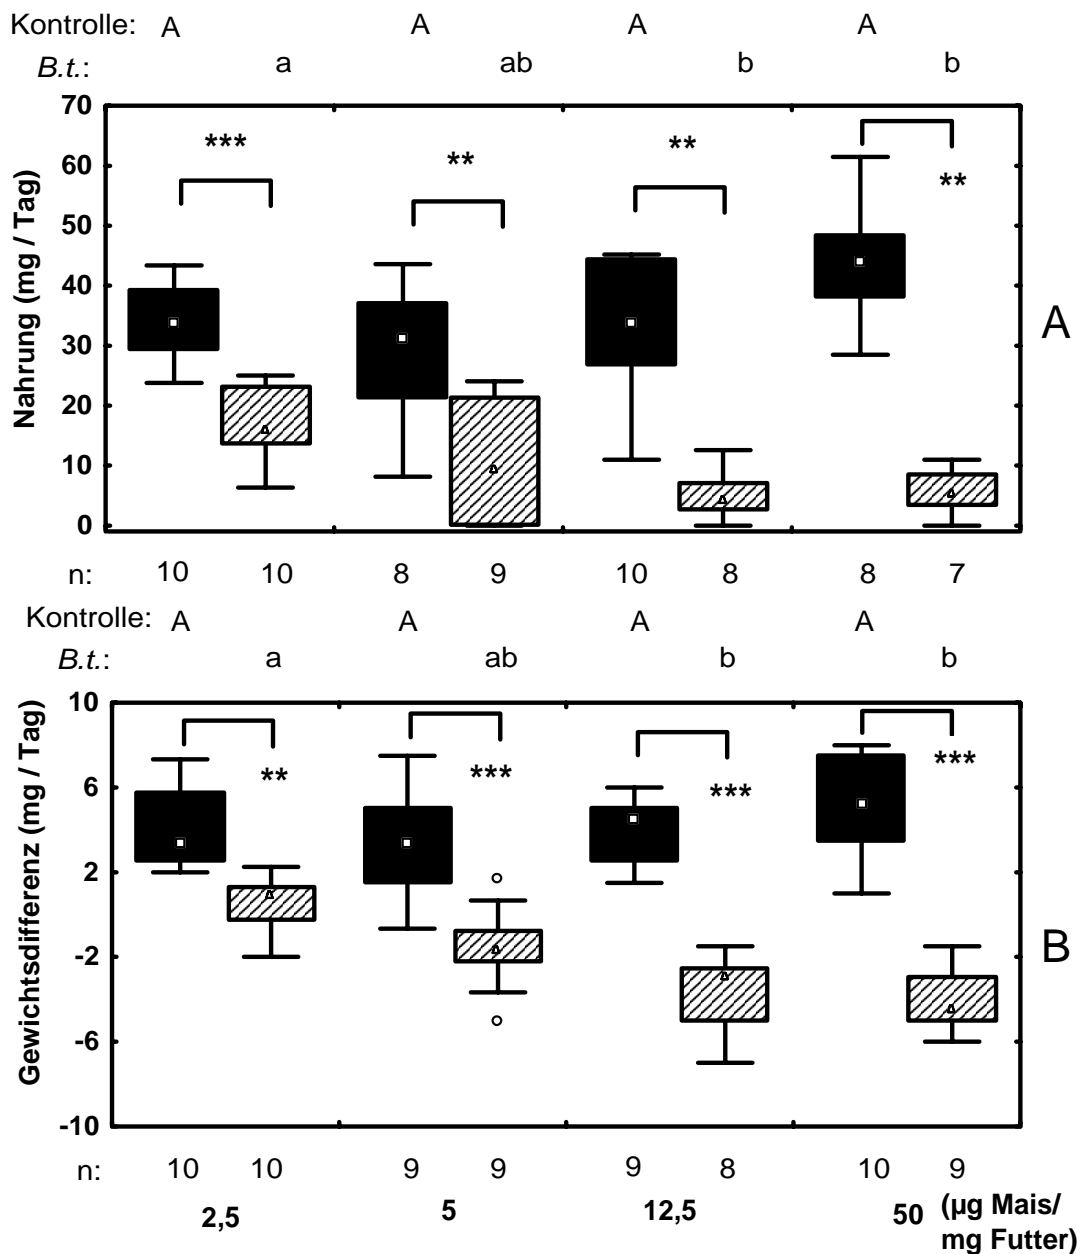 Kontrolle: A A A A
B.t.: a ab b b
70
60
50
40
30
20
10
0
Nahrung (mg / Tag)
*** ** ** **
A
n: 10 10 8 9 10 8 8 7
Kontrolle: A A A A
B.t.: a ab b b
10
6
2
-2
-6
-10
Gewichtsdifferenz (mg / Tag)
** *** *** ***
B
n: 10 10 9 9 9 8 10 9
2,5 5 12,5 50 (µg Mais/
mg Futter)